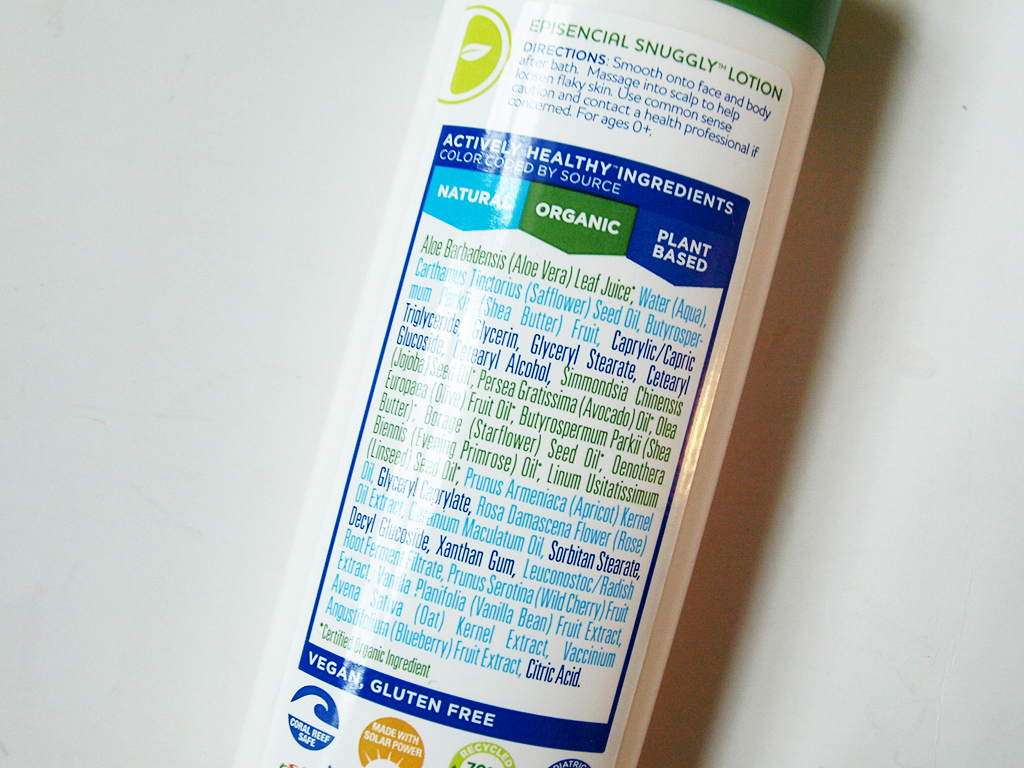 EPISENCIAL SNUGGLY™ LOTION
DIRECTIONS: Smooth onto face and body
after bath. Massage into scalp to help
loosen flaky skin. Use common sense
caution and contact a health professional if
concerned. For ages 0+.
ACTIVELY HEALTHY™ INGREDIENTS
COLOR CODED BY SOURCE
NATURAL
ORGANIC
PLANT
BASED
Aloe Barbadensis (Aloe Vera) Leaf Juice*, Water (Aqua),
Carthamus Tinctorius (Safflower) Seed Oil, Butyrosper-
mum Parkii (Shea Butter) Fruit, Caprylic/Capric
Triglyceride, Glycerin, Glyceryl Stearate, Cetearyl
Glucoside, Cetearyl Alcohol, Simmondsia Chinensis
(Jojoba) Seed Oil*, Persea Gratissima (Avocado) Oil*, Olea
Europaea (Olive) Fruit Oil*, Butyrospermum Parkii (Shea
Butter)*, Borage (Starflower) Seed Oil*, Oenothera
Biennis (Evening Primrose) Oil*, Linum Usitatissimum
(Linseed) Seed Oil*, Prunus Armeniaca (Apricot) Kernel
Oil, Glyceryl Caprylate, Rosa Damascena Flower (Rose)
Oil Extract, Geranium Maculatum Oil, Sorbitan Stearate,
Decyl Glucoside, Xanthan Gum, Leuconostoc/Radish
Root Ferment Filtrate, Prunus Serotina (Wild Cherry) Fruit
Extract, Vanilla Planifolia (Vanilla Bean) Fruit Extract,
Avena Sativa (Oat) Kernel Extract, Vaccinium
Angustifolium (Blueberry) Fruit Extract, Citric Acid.
*Certified Organic Ingredient
VEGAN, GLUTEN FREE
CORAL REEF
SAFE
MADE WITH
SOLAR POWER
RECYCLED